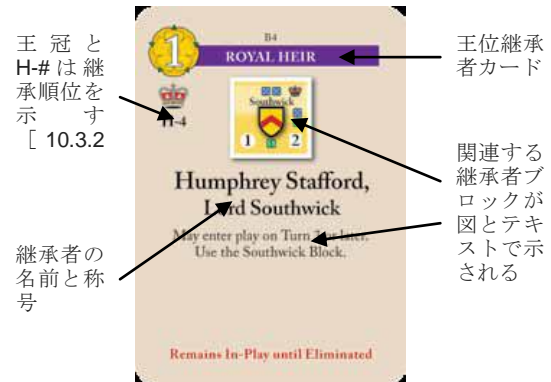 王冠と
H-# は継
承順位を
示す
[ 10.3.2
継承者の
名前と称
号
B4
1
ROYAL HEIR
H-4
Southwick
1 2
Humphrey Stafford,
Lord Southwick
May enter play on Turn or later.
Use the Southwick Block.
Remains In-Play until Eliminated
王位継承
者カード
関連する
継承者ブ
ロックが
図とテキ
ストで示
される